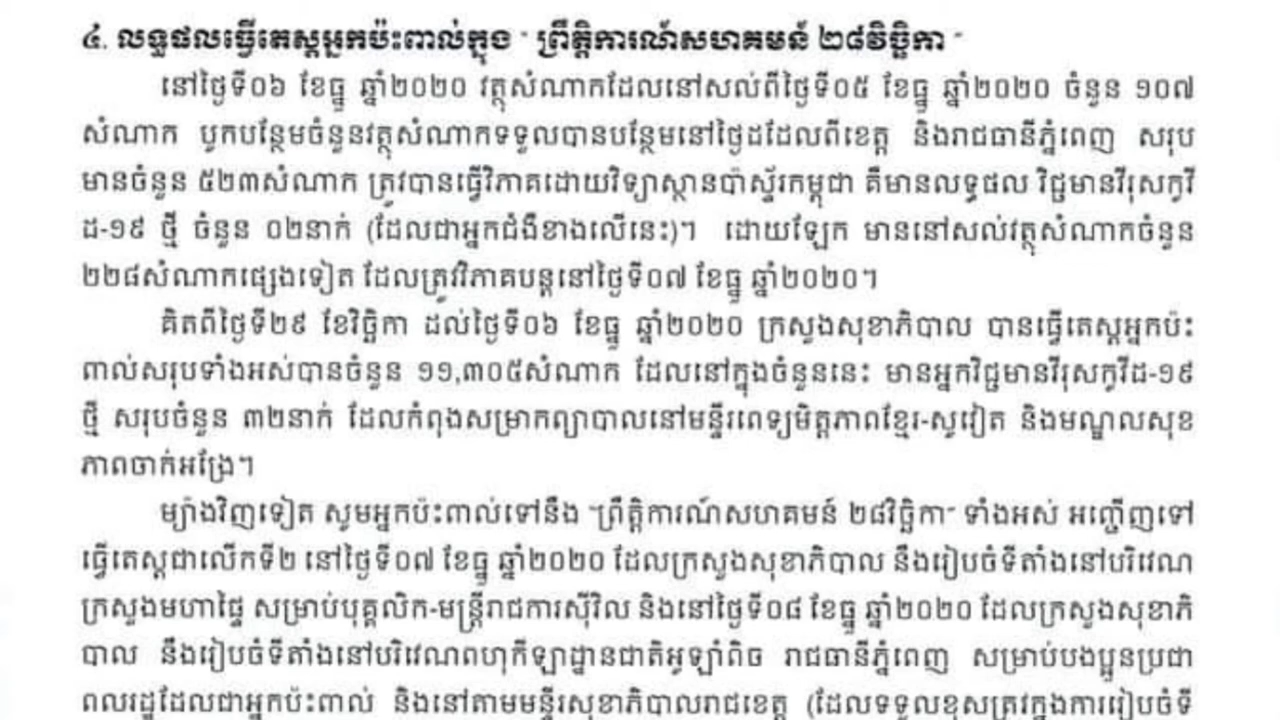 ៤. លទ្ធផលធ្វើតេស្តអ្នកប៉ះពាល់ក្នុង " ព្រឹត្តិការណ៍សហគមន៍ ២៨វិច្ឆិកា "
នៅថ្ងៃទី០៦ ខែធ្នូ ឆ្នាំ២០២០ វត្ថុសំណាកដែលនៅសល់ពីថ្ងៃទី០៥ ខែធ្នូ ឆ្នាំ២០២០ ចំនួន ១០៧
សំណាក បូកបន្ថែមចំនួនវត្ថុសំណាកទទួលបានបន្ថែមនៅថ្ងៃដដែលពីខេត្ត និងរាជធានីភ្នំពេញ សរុប
មានចំនួន ៥២៣សំណាក ត្រូវបានធ្វើវិភាគដោយវិទ្យាស្ថានប៉ាស្ទ័រកម្ពុជា គឺមានលទ្ធផល វិជ្ជមានវីរុសកូវី
ដ-១៩ ថ្មី ចំនួន ០២នាក់ (ដែលជាអ្នកជំងឺខាងលើនេះ)។ ដោយឡែក មាននៅសល់វត្ថុសំណាកចំនួន
២២៨សំណាកផ្សេងទៀត ដែលត្រូវវិភាគបន្តនៅថ្ងៃទី០៧ ខែធ្នូ ឆ្នាំ២០២០។
គិតពីថ្ងៃទី២៩ ខែវិច្ឆិកា ដល់ថ្ងៃទី០៦ ខែធ្នូ ឆ្នាំ២០២០ ក្រសួងសុខាភិបាល បានធ្វើតេស្តអ្នកប៉ះ
ពាល់សរុបទាំងអស់បានចំនួន ១១,៣០៥សំណាក ដែលនៅក្នុងចំនួននេះ មានអ្នកវិជ្ជមានវីរុសកូវីដ-១៩
ថ្មី សរុបចំនួន ៣២នាក់ ដែលកំពុងសម្រាកព្យាបាលនៅមន្ទីរពេទ្យមិត្តភាពខ្មែរ-សូវៀត និងមណ្ឌលសុខ
ភាពចាក់អង្រែ។
ម្យ៉ាងវិញទៀត សូមអ្នកប៉ះពាល់ទៅនឹង "ព្រឹត្តិការណ៍សហគមន៍ ២៨វិច្ឆិកា" ទាំងអស់ អញ្ជើញទៅ
ធ្វើតេស្តជាលើកទី២ នៅថ្ងៃទី០៧ ខែធ្នូ ឆ្នាំ២០២០ ដែលក្រសួងសុខាភិបាល នឹងរៀបចំទីតាំងនៅបរិវេណ
ក្រសួងមហាផ្ទៃ សម្រាប់បុគ្គលិក-មន្ត្រីរាជការស៊ីវិល និងនៅថ្ងៃទី០៨ ខែធ្នូ ឆ្នាំ២០២០ ដែលក្រសួងសុខាភិ
បាល នឹងរៀបចំទីតាំងនៅបរិវេណពហុកីឡដ្ឋានជាតិអូឡាំពិច រាជធានីភ្នំពេញ សម្រាប់បងប្អូនប្រជា
ពលរដ្ឋដែលជាអ្នកប៉ះពាល់ និងនៅតាមមន្ទីរសុខាភិបាលរាជខេត្ត (ដែលទទួលខុសត្រូវក្នុងការរៀបចំទី